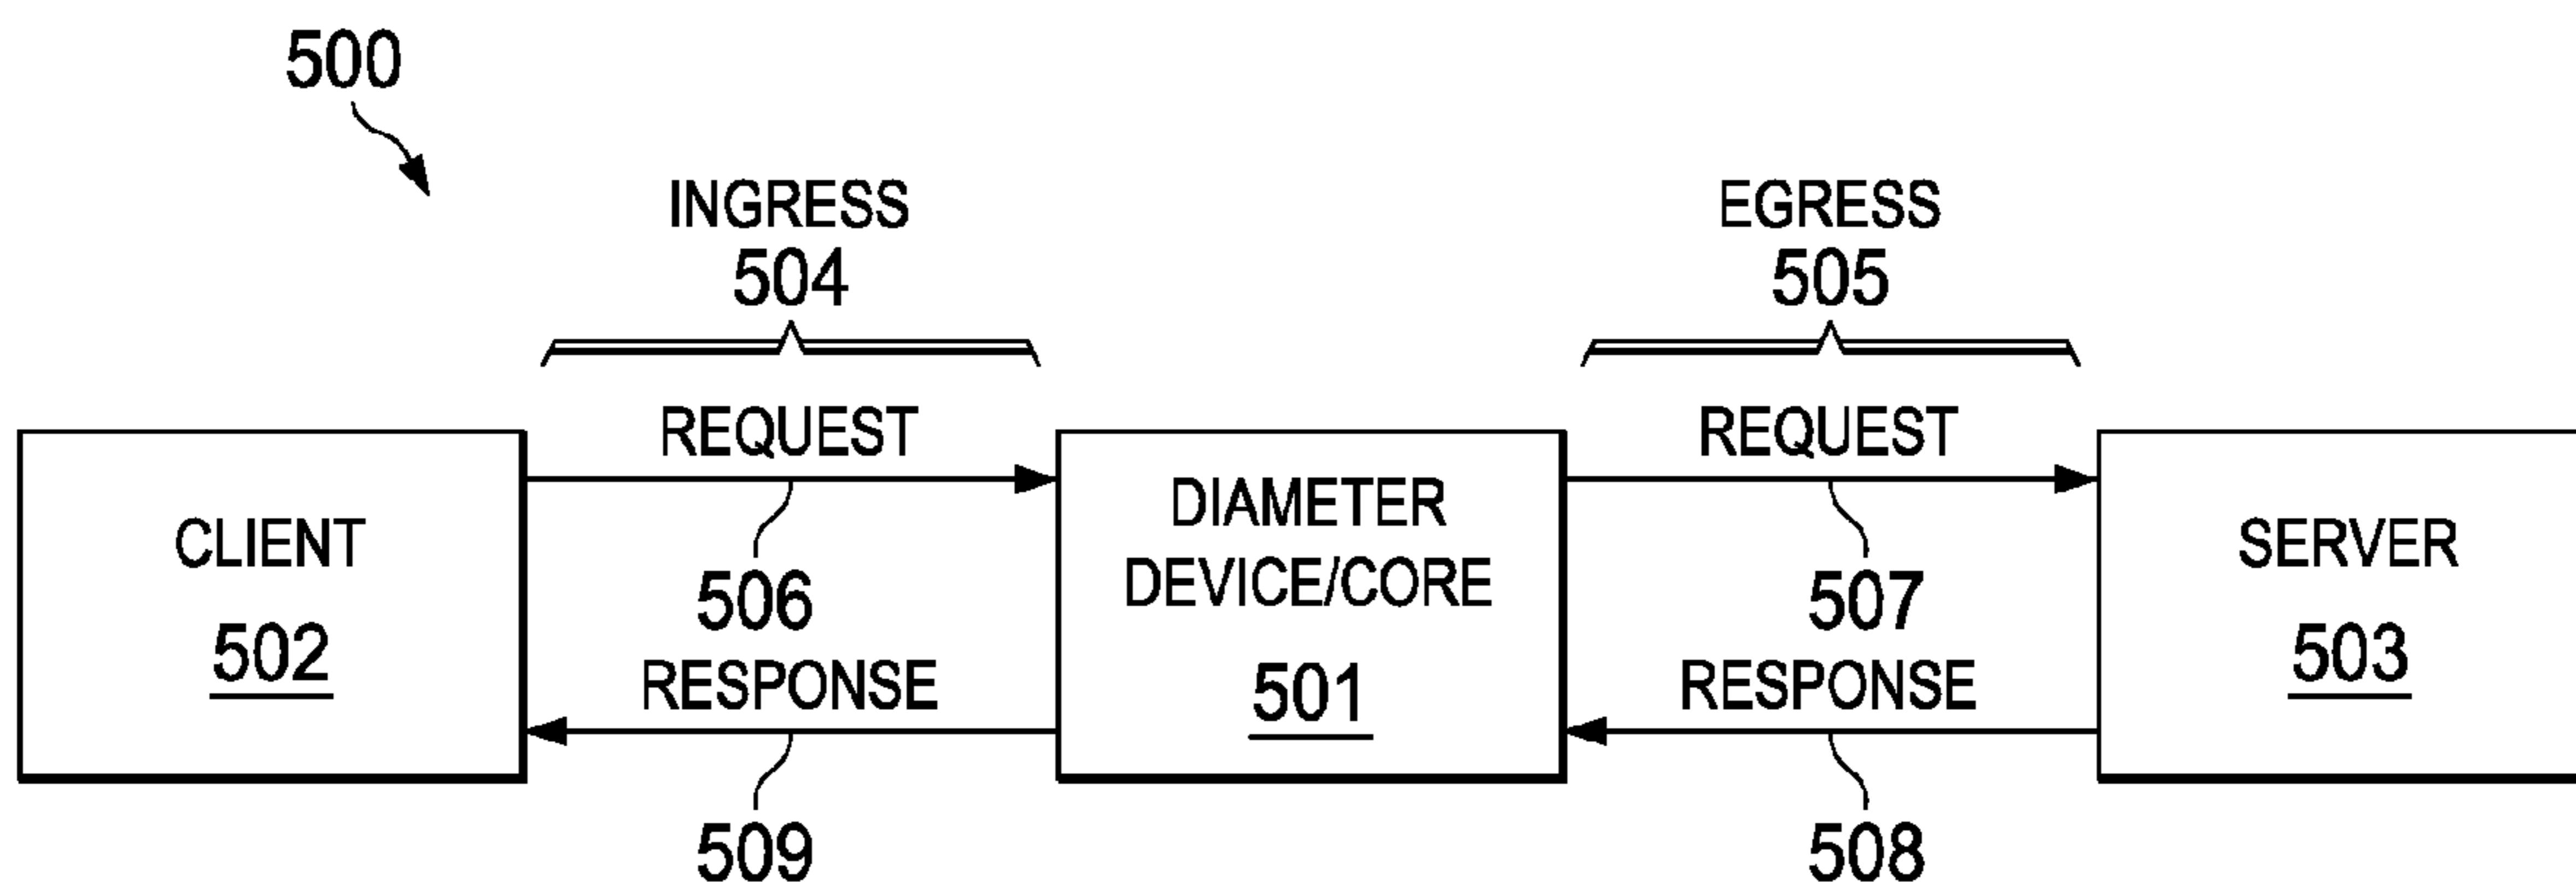 500
INGRESS
504
EGRESS
505
CLIENT
502
REQUEST
506
RESPONSE
509
DIAMETER
DEVICE/CORE
501
REQUEST
507
RESPONSE
508
SERVER
503